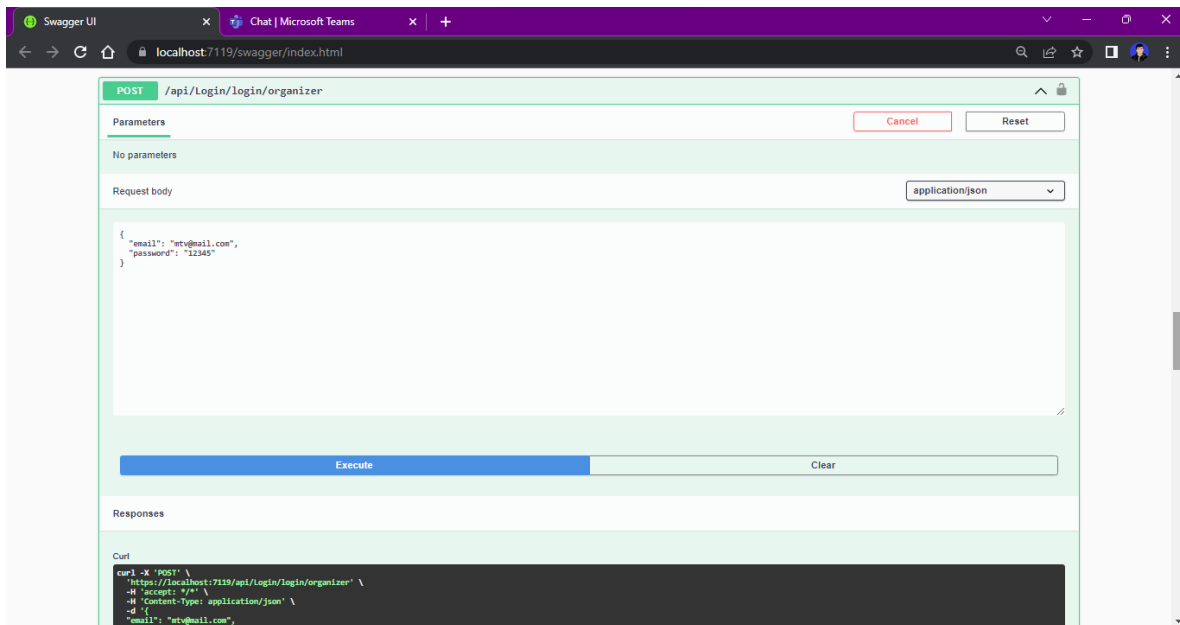 Swagger UI
Chat | Microsoft Teams
localhost:7119/swagger/index.html
POST /api/Login/login/organizer
Parameters
Cancel
Reset
No parameters
Request body
application/json
{
"email": "mtv@mail.com",
"password": "12345"
}
Execute
Clear
Responses
Curl
curl -X 'POST' \
'https://localhost:7119/api/Login/login/organizer' \
-H 'accept: */*' \
-H 'Content-Type: application/json' \
-d '{
"email": "mtv@mail.com",